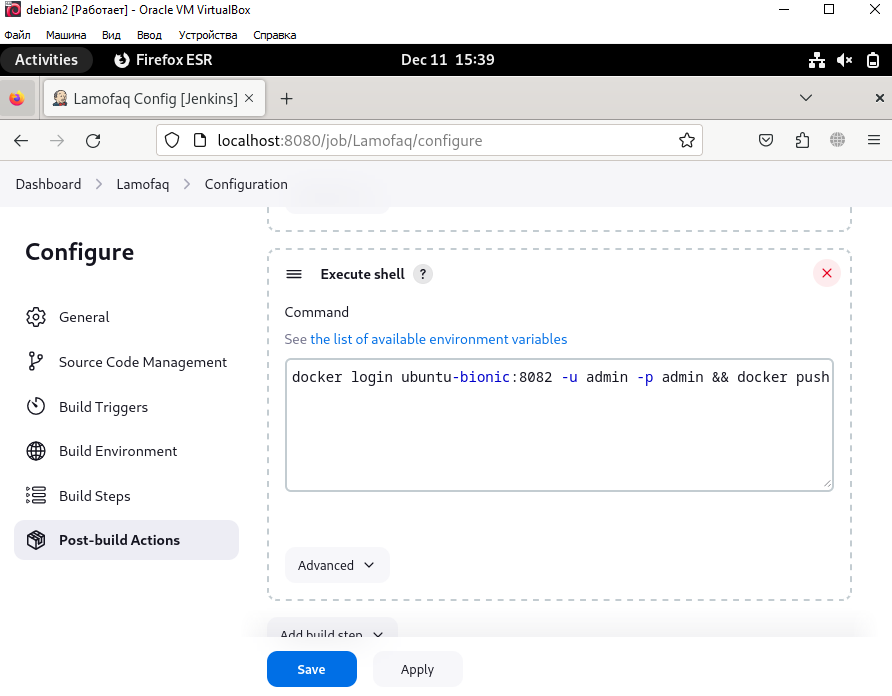 debian2 [Работает] - Oracle VM VirtualBox
Файл Машина Вид Ввод Устройства Справка
Activities Firefox ESR Dec 11 15:39
Lamofaq Config [Jenkins]
localhost:8080/job/Lamofaq/configure
Dashboard Lamofaq Configuration
Configure
General
Source Code Management
Build Triggers
Build Environment
Build Steps
Post-build Actions
Execute shell ?
Command
See the list of available environment variables
docker login ubuntu-bionic:8082 -u admin -p admin && docker push
Advanced
Add build step
Save Apply